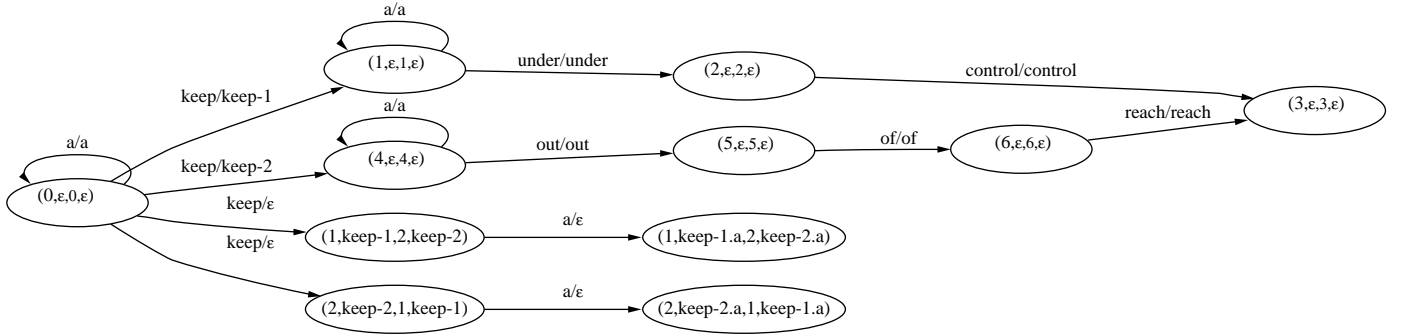 a/a
(1,ε,1,ε)
under/under
(2,ε,2,ε)
control/control
(3,ε,3,ε)
keep/keep-1
a/a
reach/reach
a/a
keep/keep-2
(4,ε,4,ε)
out/out
(5,ε,5,ε)
of/of
(6,ε,6,ε)
(0,ε,0,ε)
keep/ε
(1,keep-1,2,keep-2)
a/ε
(1,keep-1.a,2,keep-2.a)
keep/ε
(2,keep-2,1,keep-1)
a/ε
(2,keep-2.a,1,keep-1.a)